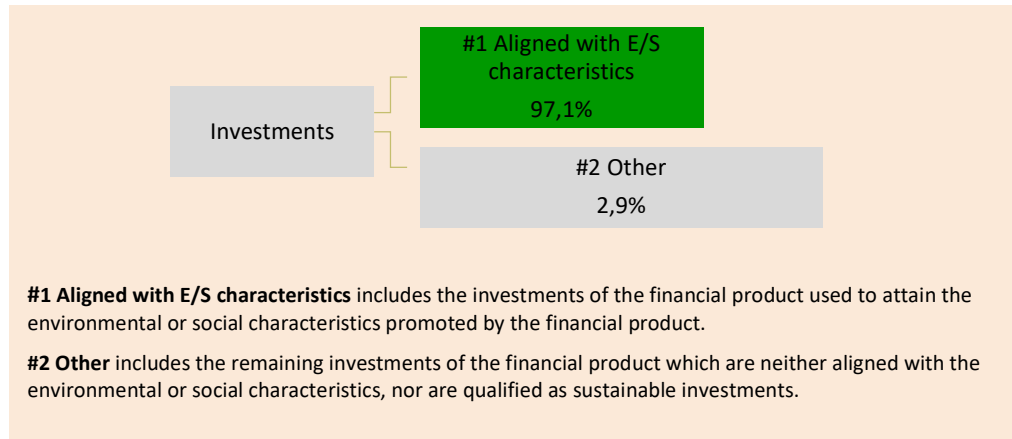 #1 Aligned with E/S
characteristics
97,1%
Investments
#2 Other
2,9%
#1 Aligned with E/S characteristics includes the investments of the financial product used to attain the
environmental or social characteristics promoted by the financial product.
#2 Other includes the remaining investments of the financial product which are neither aligned with the
environmental or social characteristics, nor are qualified as sustainable investments.